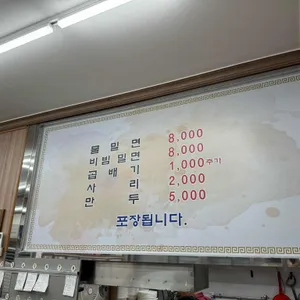 물 밀 면 8,000
비 빔 밀 면 8,000
곱 배 기 1,000추가
사 리 2,000
만 두 5,000
포장됩니다.